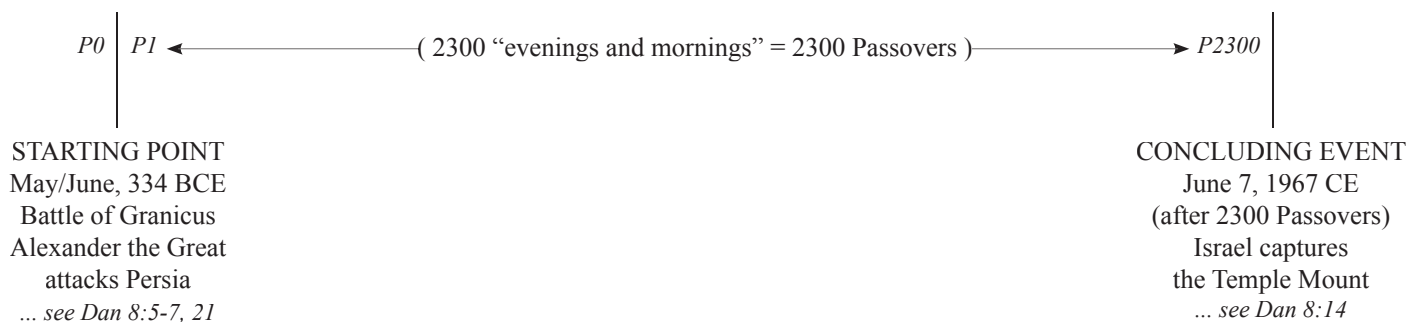 P0 P1 ( 2300 “evenings and mornings” = 2300 Passovers ) P2300
STARTING POINT
May/June, 334 BCE
Battle of Granicus
Alexander the Great
attacks Persia
... see Dan 8:5-7, 21
CONCLUDING EVENT
June 7, 1967 CE
(after 2300 Passovers)
Israel captures
the Temple Mount
... see Dan 8:14